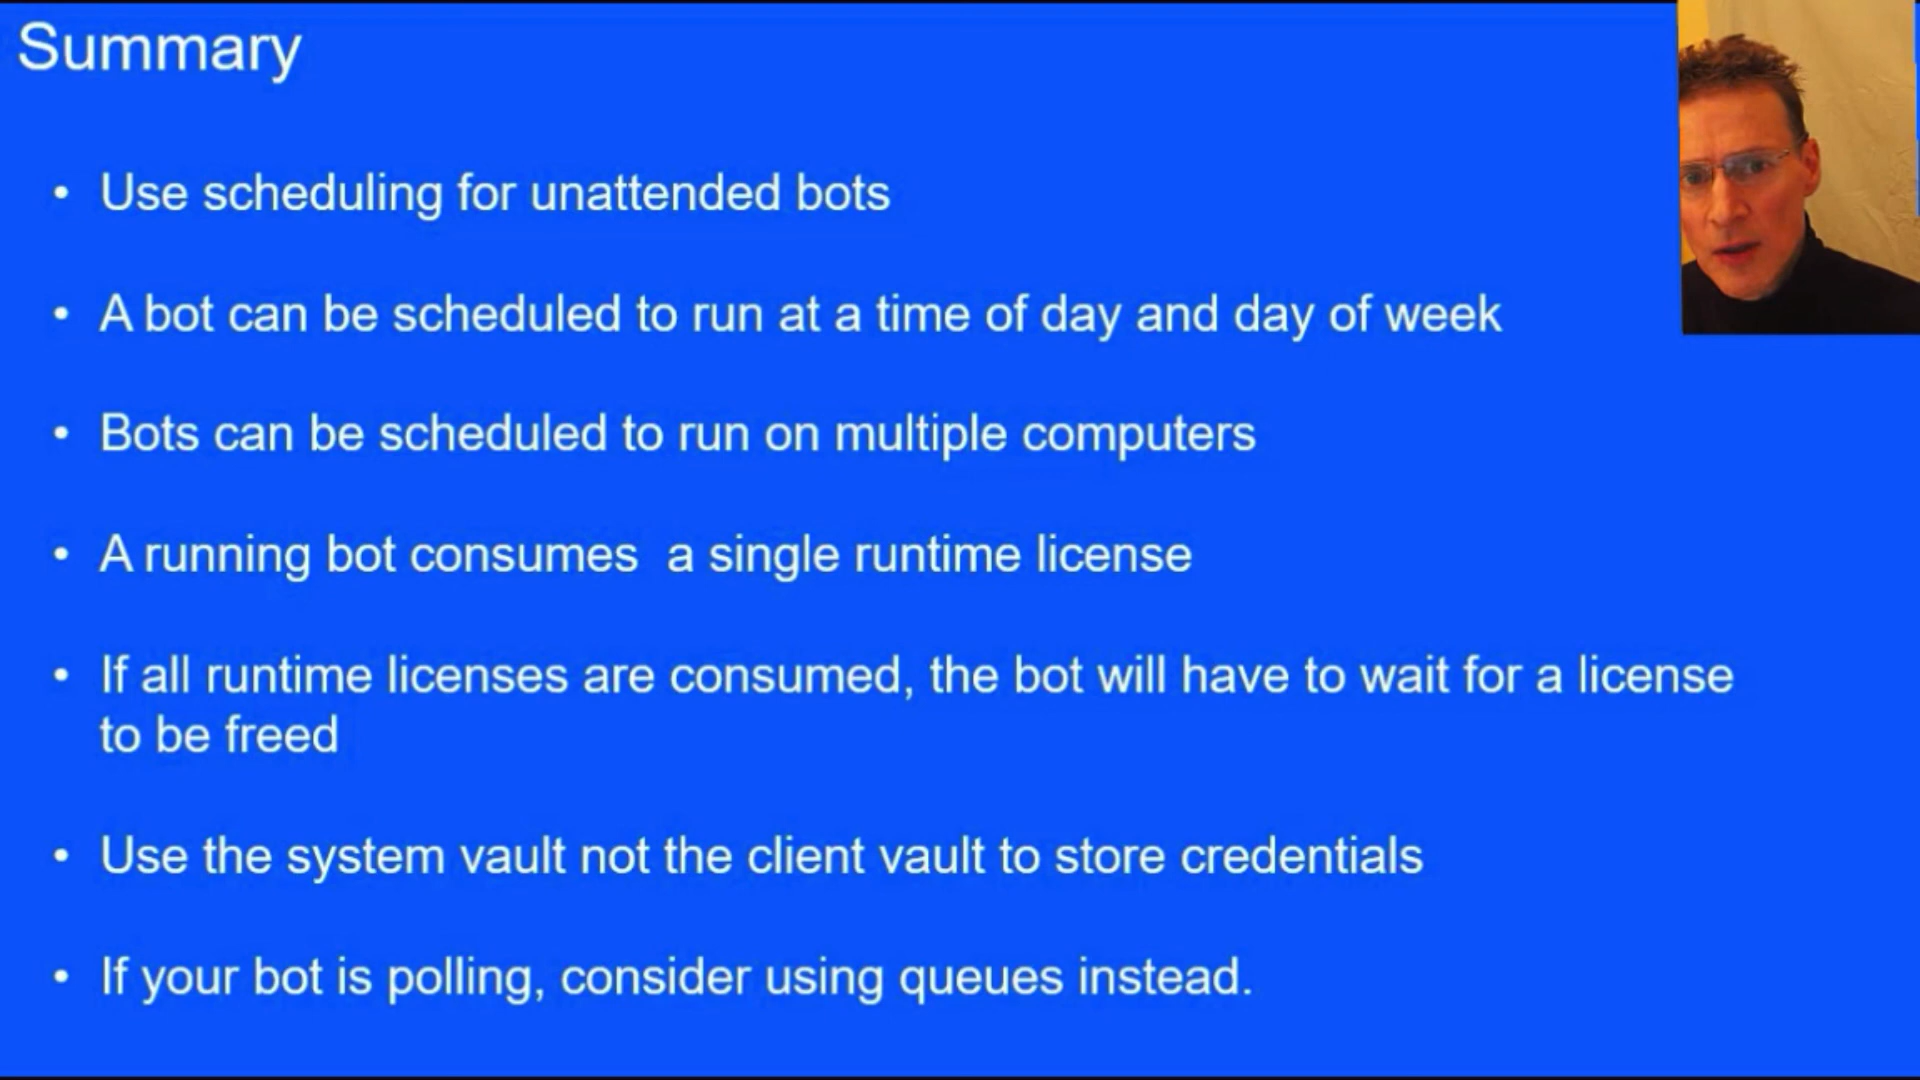 Summary
• Use scheduling for unattended bots
• A bot can be scheduled to run at a time of day and day of week
• Bots can be scheduled to run on multiple computers
• A running bot consumes  a single runtime license
• If all runtime licenses are consumed, the bot will have to wait for a license
to be freed
• Use the system vault not the client vault to store credentials
• If your bot is polling, consider using queues instead.